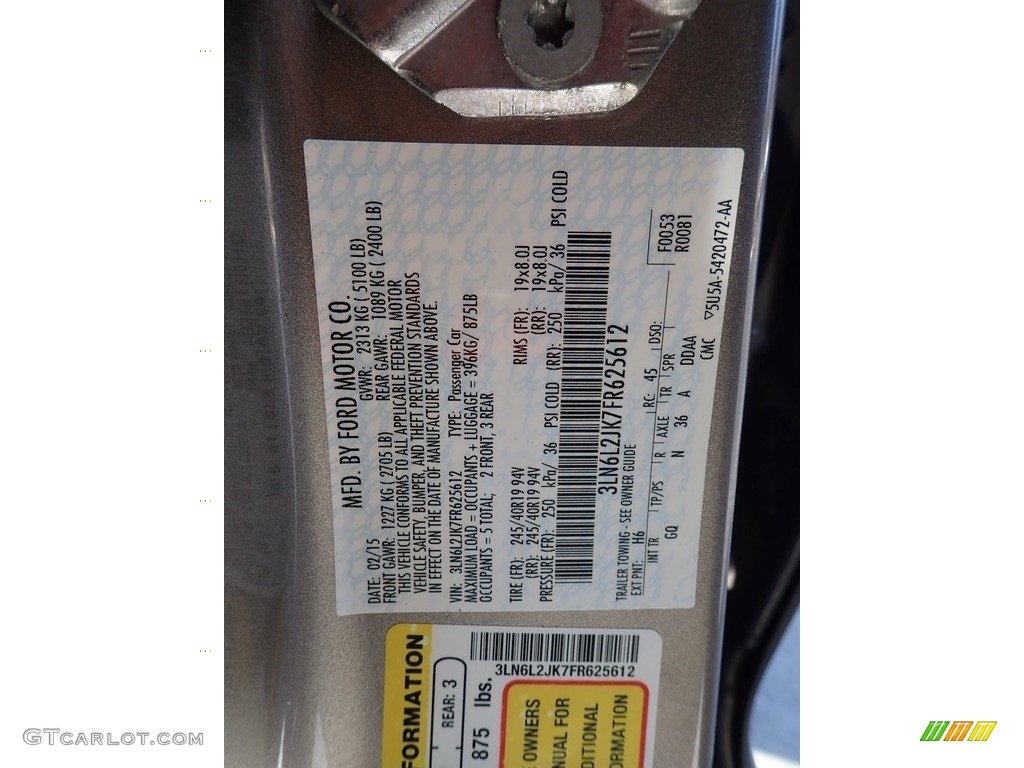 MFD. BY FORD MOTOR CO.
DATE: 02/15 GVWR: 2313 KG ( 5100 LB)
FRONT GAWR: 1227 KG ( 2705 LB) REAR GAWR: 1089 KG ( 2400 LB)
THIS VEHICLE CONFORMS TO ALL APPLICABLE FEDERAL MOTOR
VEHICLE SAFETY, BUMPER, AND THEFT PREVENTION STANDARDS
IN EFFECT ON THE DATE OF MANUFACTURE SHOWN ABOVE.
VIN: 3LN6L2JK7FR625612 TYPE: Passenger Car
MAXIMUM LOAD = OCCUPANTS + LUGGAGE = 396KG/ 875LB
OCCUPANTS = 5 TOTAL; 2 FRONT, 3 REAR
TIRE (FR): 245/40R19 94V RIMS (FR): 19x8.0J
(RR): 245/40R19 94V (RR): 19x8.0J
PRESSURE (FR): 250 kPa/ 36 PSI COLD (RR): 250 kPa/ 36 PSI COLD
3LN6L2JK7FR625612
TRAILER TOWING - SEE OWNER GUIDE F0053
EXT PNT: H6 RC: 45 DSO: R0081
INT TR TP/PS R AXLE TR SPR
GQ N 36 A DDAA
CMC ▽5U5A-5420472-AA
FORMATION
REAR: 3
875 lbs.
3LN6L2JK7FR625612
OWNERS
NUAL FOR
DITIONAL
ORMATION
GTcarlot.com